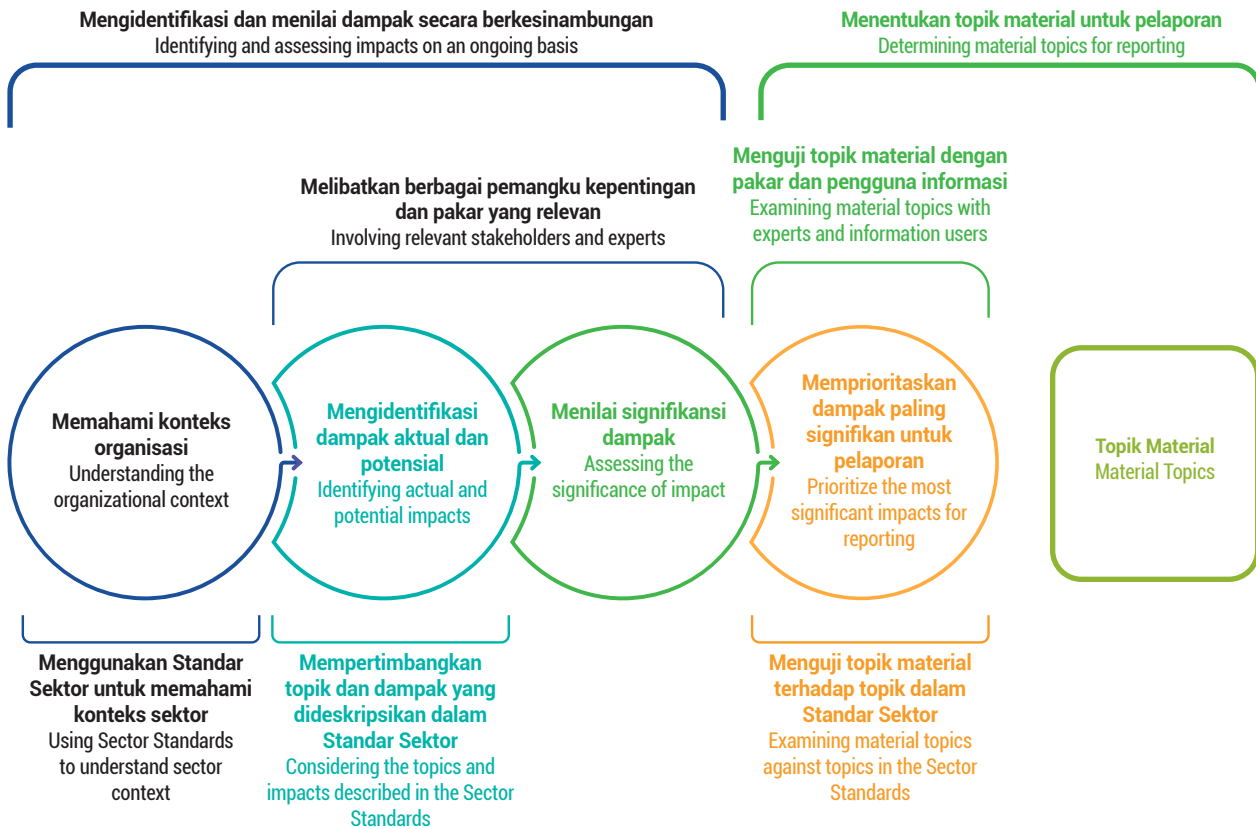 Mengidentifikasi dan menilai dampak secara berkesinambungan
Identifying and assessing impacts on an ongoing basis
Menentukan topik material untuk pelaporan
Determining material topics for reporting
Melibatkan berbagai pemangku kepentingan
dan pakar yang relevan
Involving relevant stakeholders and experts
Menguji topik material dengan
pakar dan pengguna informasi
Examining material topics with
experts and information users
Memahami konteks
organisasi
Understanding the
organizational context
Mengidentifikasi
dampak aktual dan
potensial
Identifying actual and
potential impacts
Menilai signifikansi
dampak
Assessing the
significance of impact
Memprioritaskan
dampak paling
signifikan untuk
pelaporan
Prioritize the most
significant impacts for
reporting
Topik Material
Material Topics
Menggunakan Standar
Sektor untuk memahami
konteks sektor
Using Sector Standards
to understand sector
context
Mempertimbangkan
topik dan dampak yang
dideskripsikan dalam
Standar Sektor
Considering the topics and
impacts described in the Sector
Standards
Menguji topik material
terhadap topik dalam
Standar Sektor
Examining material topics
against topics in the Sector
Standards